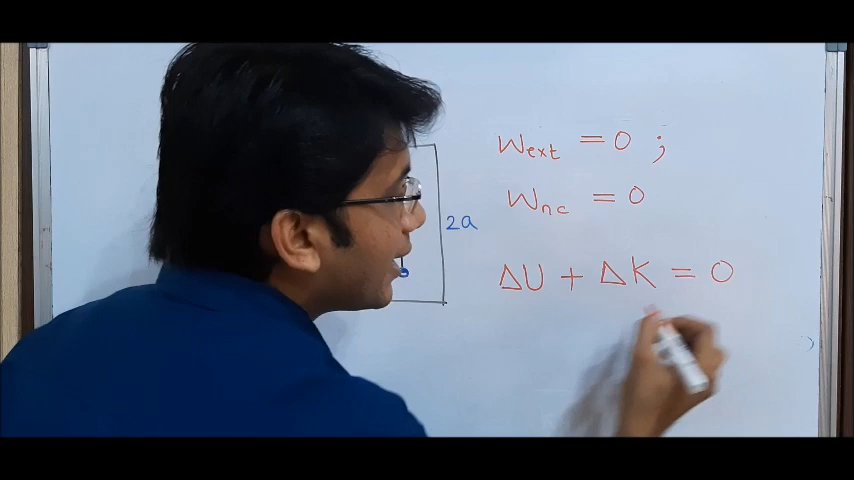 Wext = 0 ;
Wnc = 0
2a
ΔU + ΔK = 0